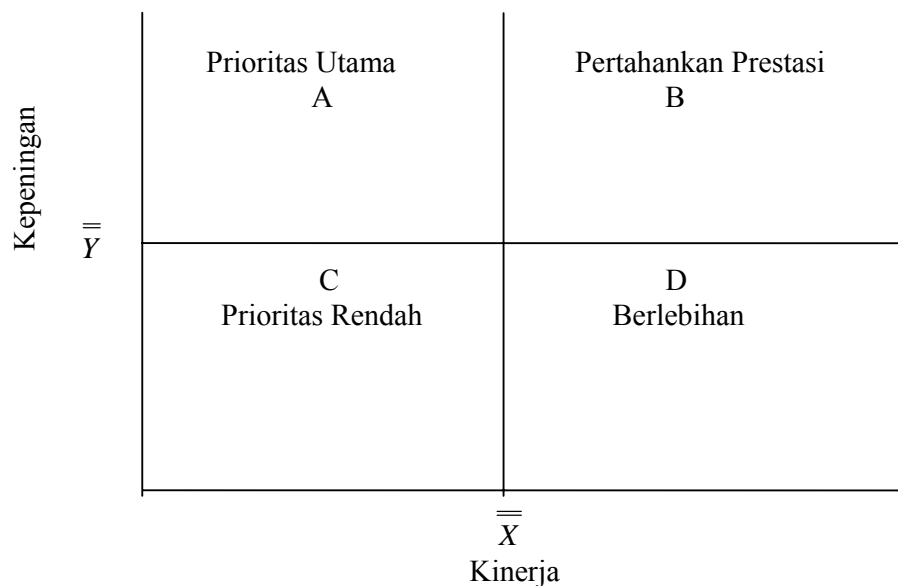 Prioritas Utama
A
Pertahankan Prestasi
B
Kepeningan
Y̿
C
Prioritas Rendah
D
Berlebihan
X̿
Kinerja